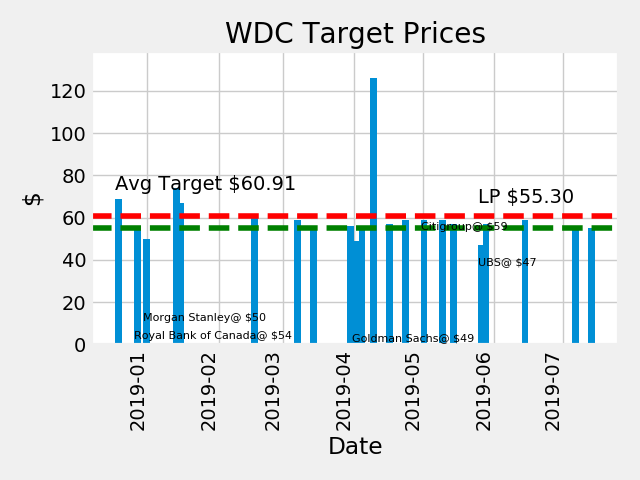 WDC Target Prices
120
100
80
60
40
20
0
$
Avg Target $60.91
LP $55.30
Citigroup@ $59
UBS@ $47
Morgan Stanley@ $50
Royal Bank of Canada@ $54
Goldman Sachs@ $49
2019-01
2019-02
2019-03
2019-04
2019-05
2019-06
2019-07
Date